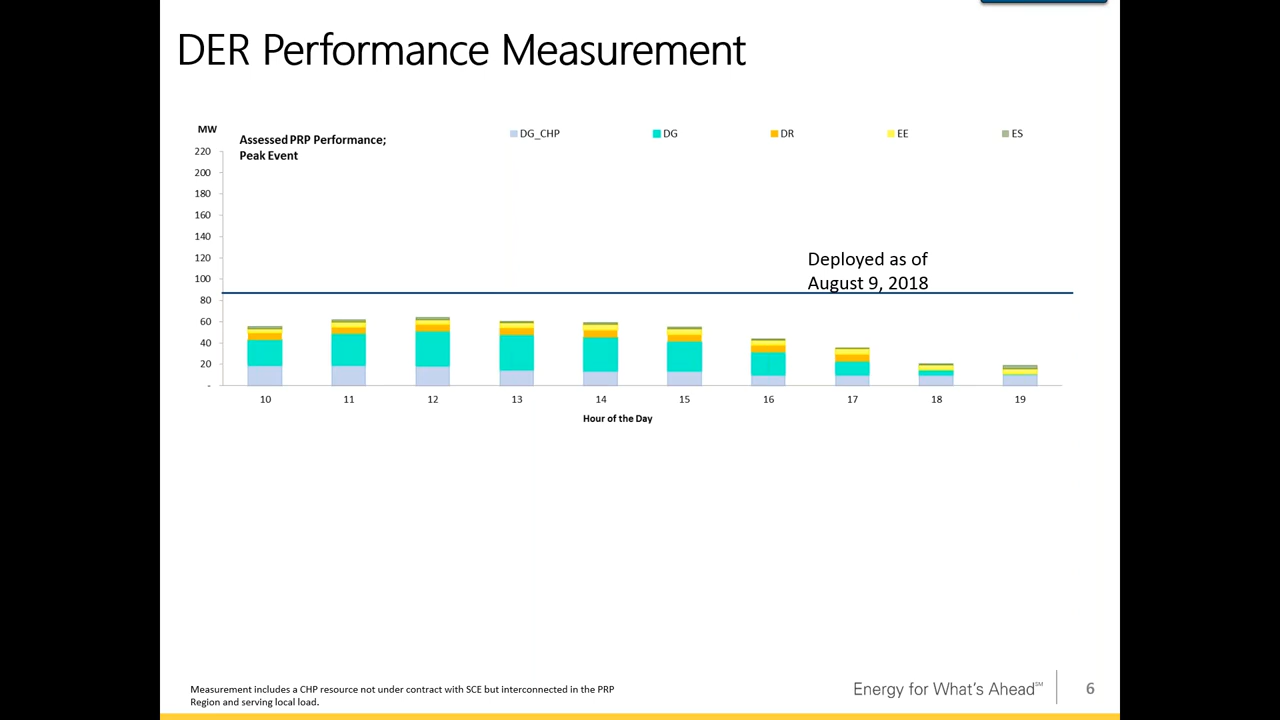 DER Performance Measurement
MW
Assessed PRP Performance;
Peak Event
DG_CHP
DG
DR
EE
ES
220
200
180
160
140
120
100
80
60
40
20
-
Deployed as of
August 9, 2018
10 11 12 13 14 15 16 17 18 19
Hour of the Day
Measurement includes a CHP resource not under contract with SCE but interconnected in the PRP
Region and serving local load.
Energy for What's Ahead℠
6